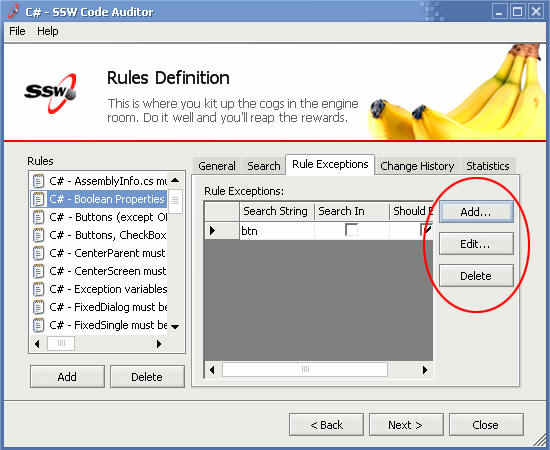 C# - SSW Code Auditor
File Help
Rules Definition
This is where you kit up the cogs in the engine
room. Do it well and you'll reap the rewards.
SSW
Rules
C# - AssemblyInfo.cs mu
C# - Boolean Properties
C# - Buttons (except O
C# - Buttons, CheckBox
C# - CenterParent must
C# - CenterScreen must
C# - Exception variables
C# - FixedDialog must be
C# - FixedSingle must be
Add Delete
General Search Rule Exceptions Change History Statistics
Rule Exceptions:
Search String Search In Should E
btn
Add...
Edit...
Delete
< Back Next > Close